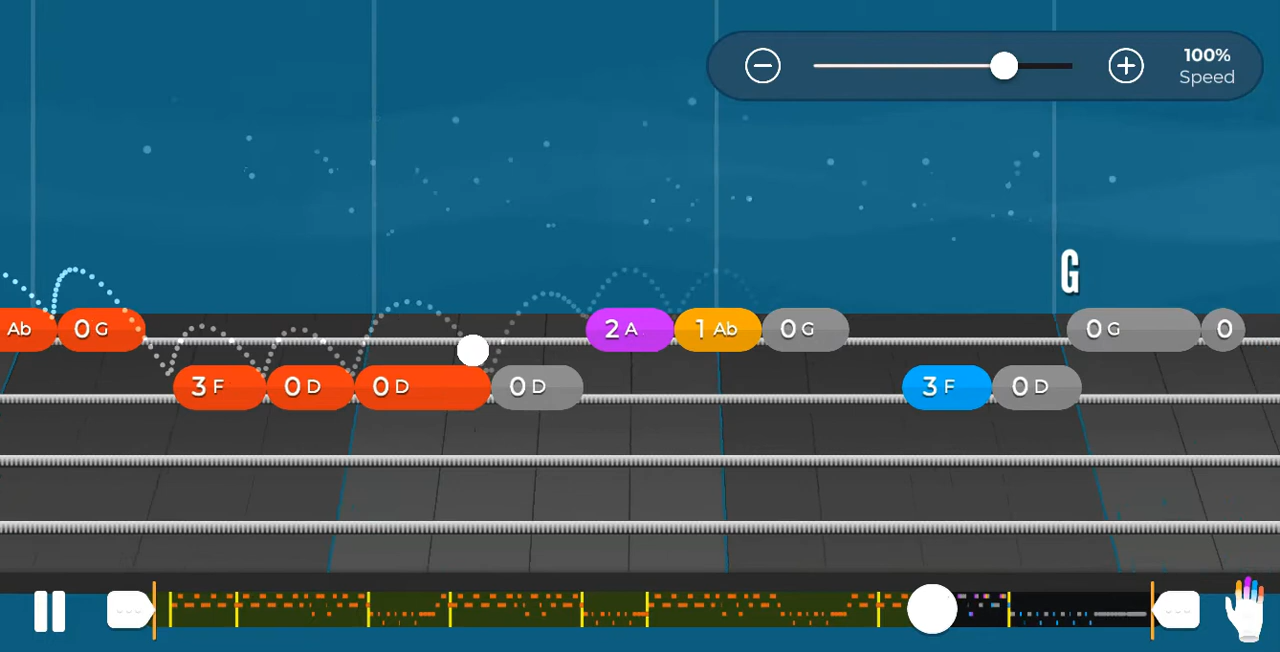 100%
Speed
G
Ab 0 G 2 A 1 Ab 0 G 0 G 0
3 F 0 D 0 D 0 D 3 F 0 D